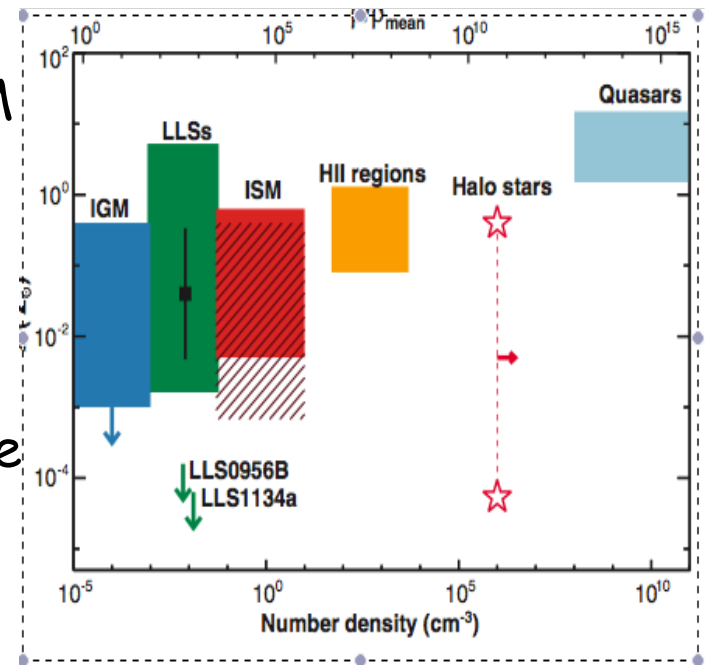 ρmean
10^0 10^5 10^10 10^15
10^2
Quasars
LLSs
HII regions
ISM
Halo stars
10^0
IGM
10^-2
10^-4
LLS0956B
LLS1134a
10^-5 10^0 10^5 10^10
Number density (cm^-3)